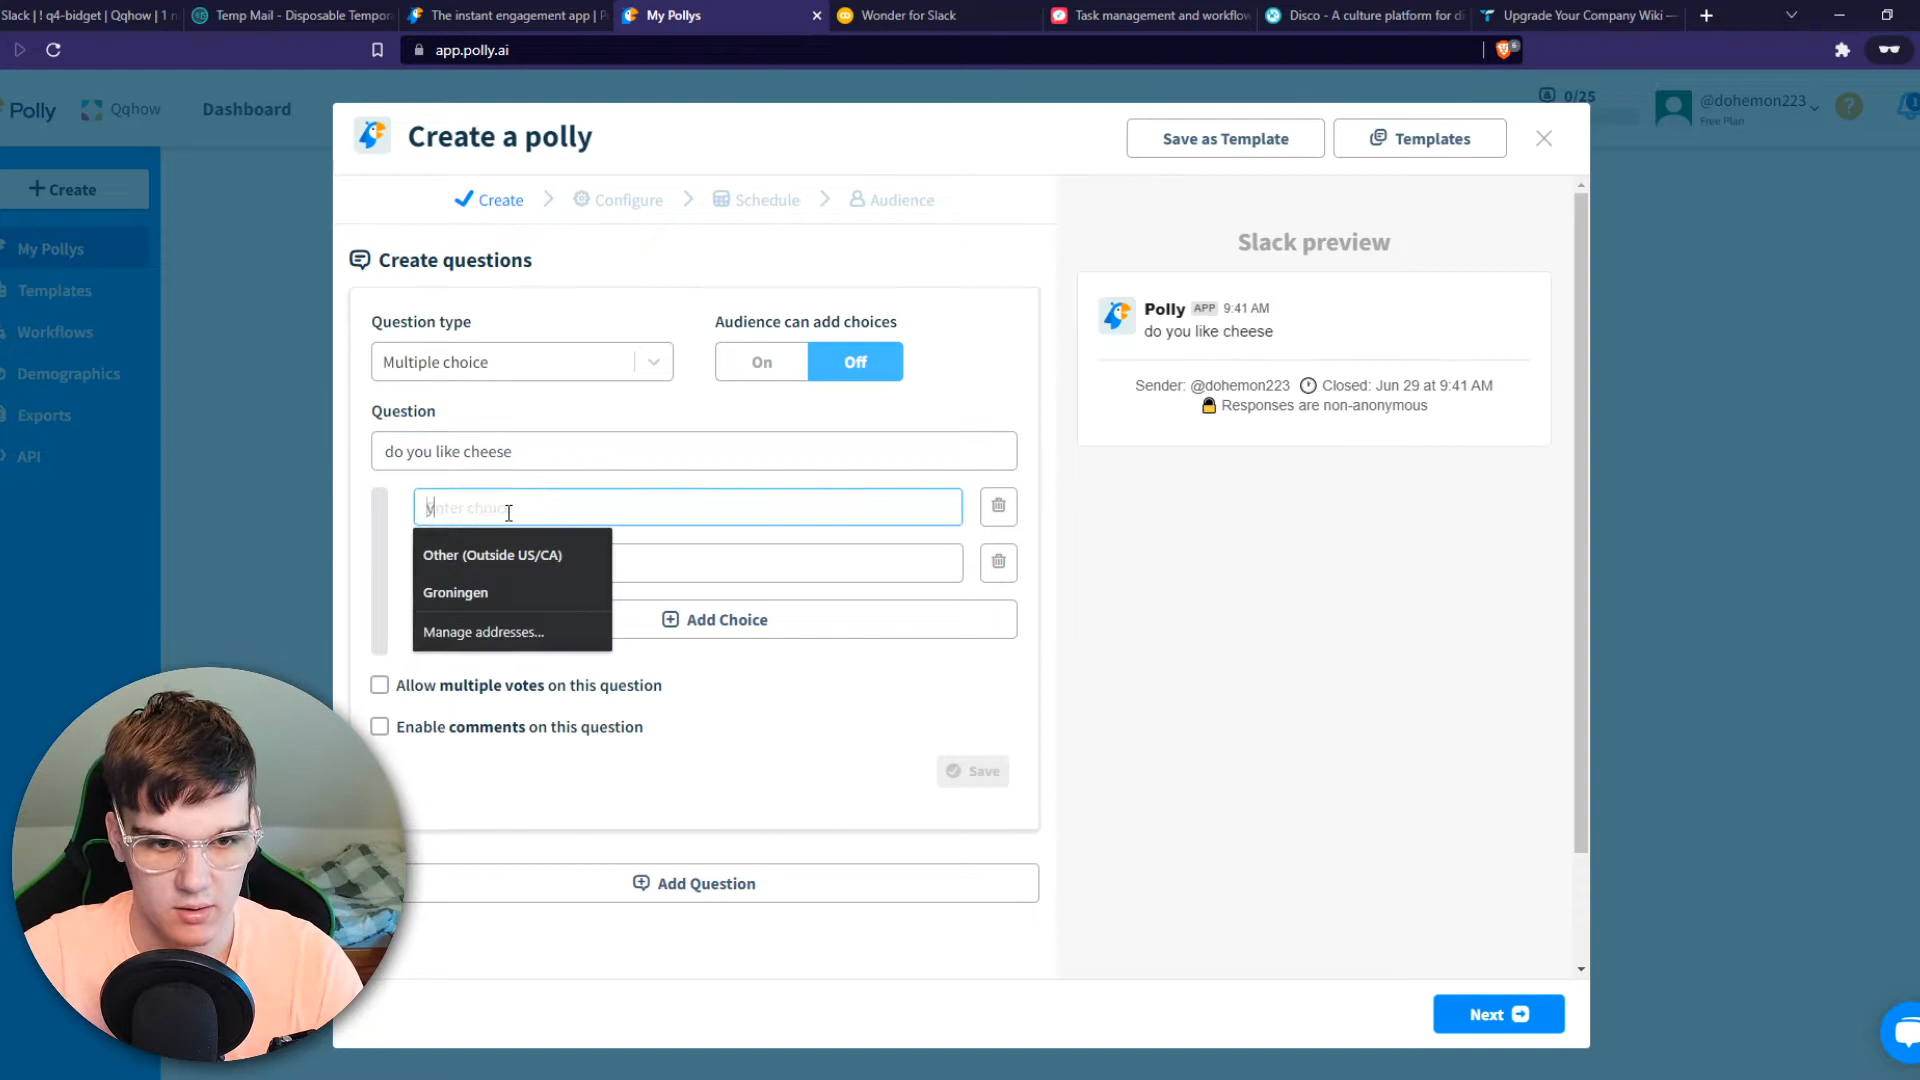 Slack | ! q4-bidget | Qqhow | 1 n
Temp Mail - Disposable Tempora
The instant engagement app | P
My Pollys
Wonder for Slack
Task management and workflow
Disco - A culture platform for di
Upgrade Your Company Wiki —
app.polly.ai
6
Polly
Qqhow
Dashboard
0/25
@dohemon223
Free Plan
?
1
Create a polly
Save as Template
Templates
Create
Configure
Schedule
Audience
+ Create
My Pollys
Templates
Workflows
Demographics
Exports
API
Create questions
Question type
Audience can add choices
Multiple choice
On
Off
Question
do you like cheese
Other (Outside US/CA)
Groningen
Manage addresses...
Add Choice
Allow multiple votes on this question
Enable comments on this question
Save
Add Question
Slack preview
Polly APP 9:41 AM
do you like cheese
Sender: @dohemon223 Closed: Jun 29 at 9:41 AM
Responses are non-anonymous
Next